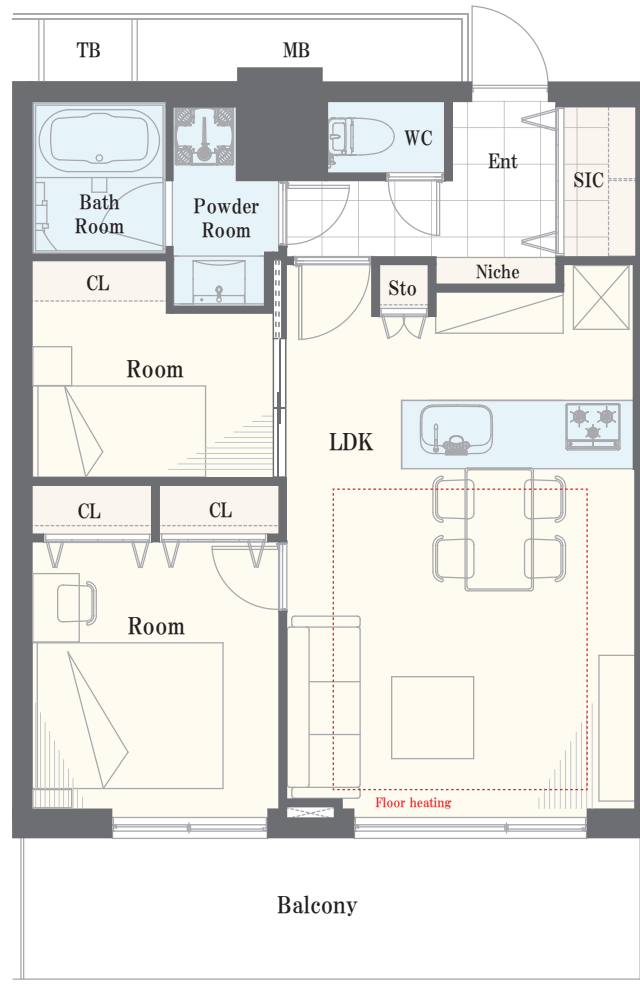 TB
MB
WC
Ent
SIC
Bath
Room
Powder
Room
CL
Sto
Niche
Room
LDK
CL
CL
Room
Floor heating
Balcony